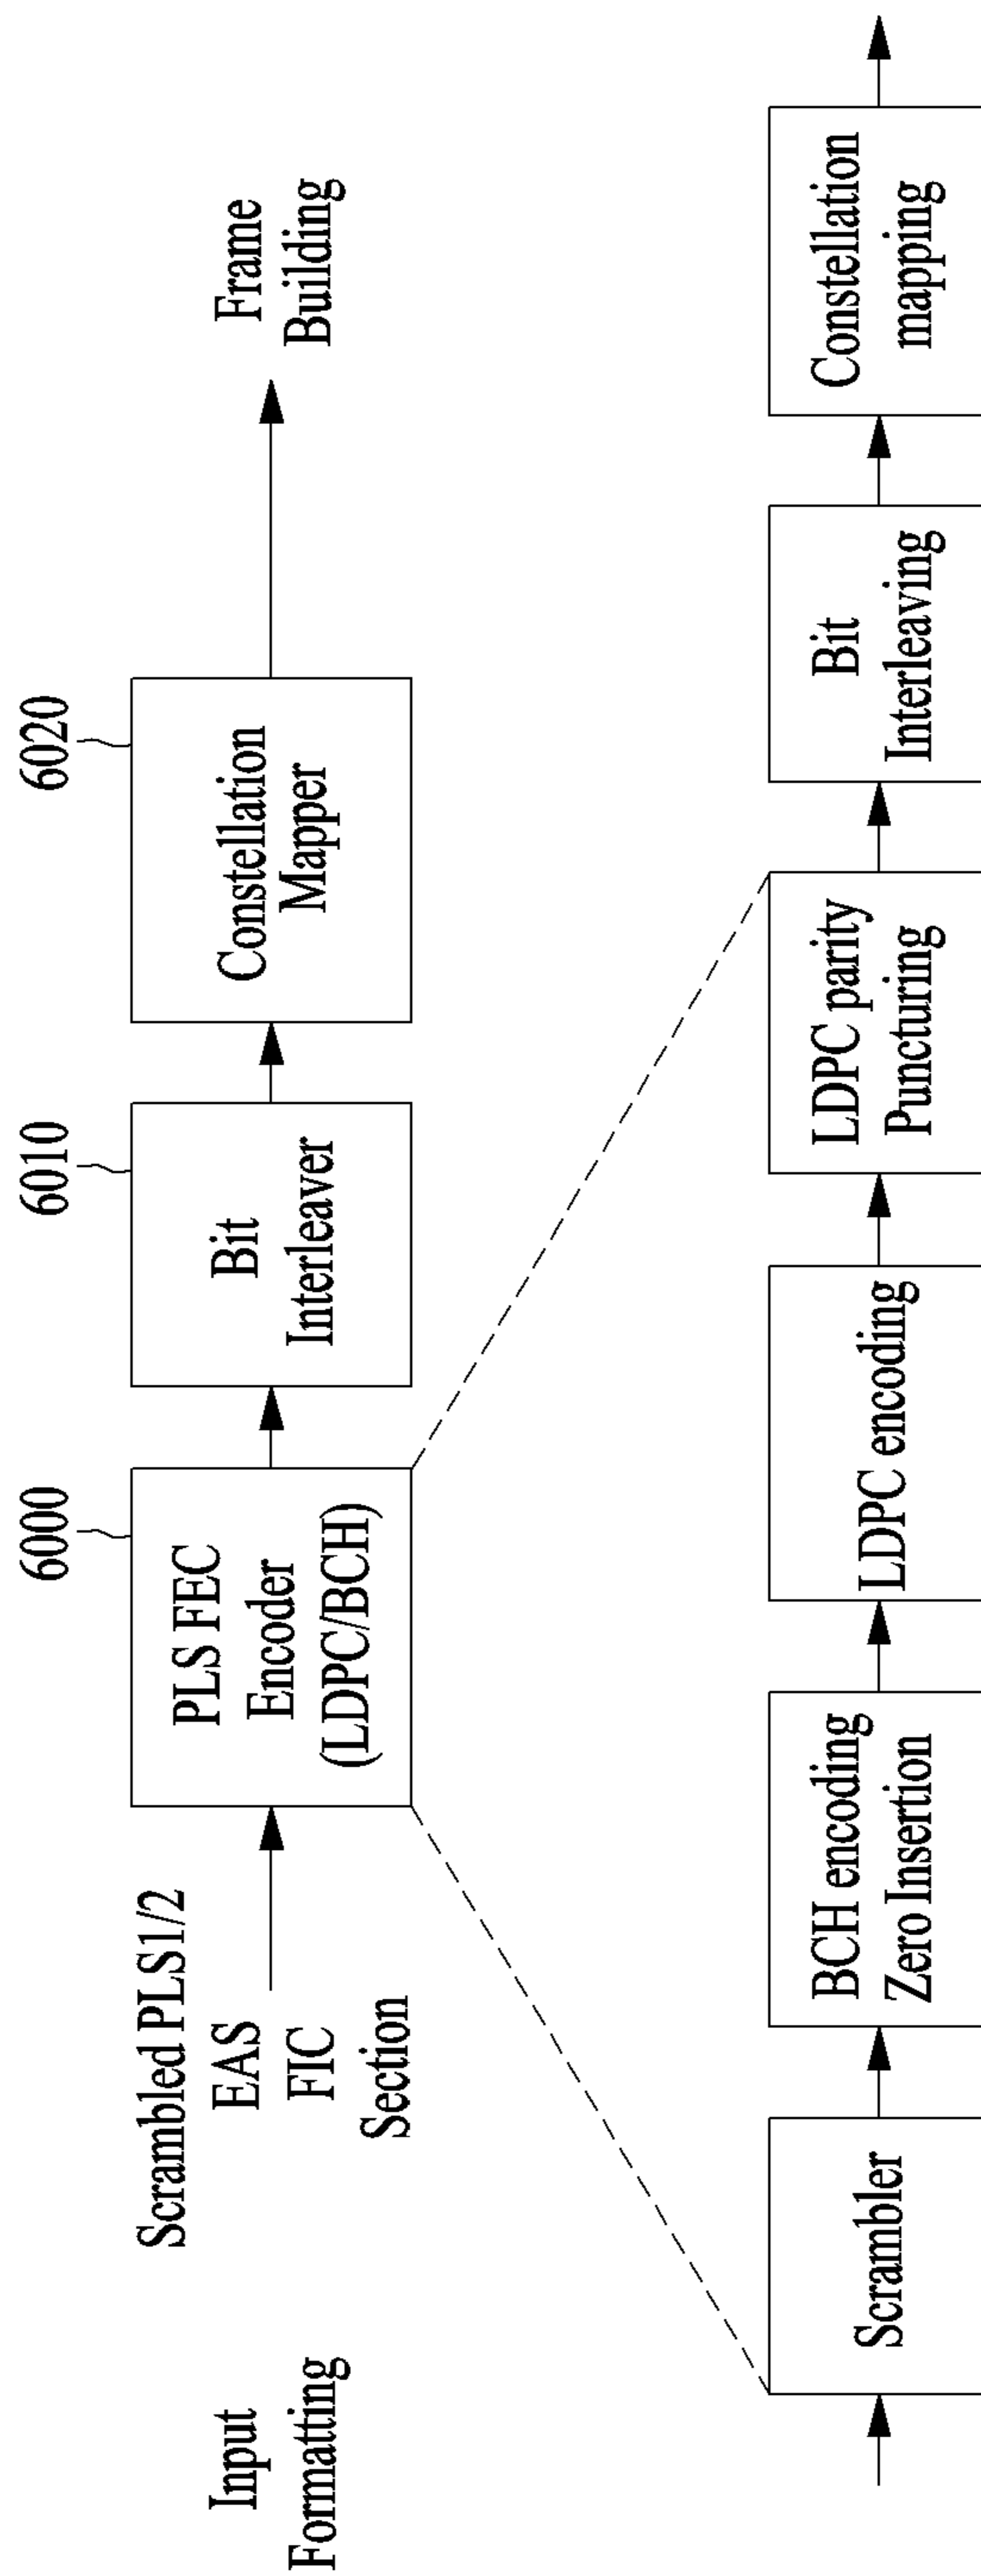 Input
Formatting
Scrambled PLS1/2
EAS
FIC
Section
6000
PLS FEC
Encoder
(LDPC/BCH)
6010
Bit
Interleaver
6020
Constellation
Mapper
Frame
Building
Scrambler
BCH encoding
Zero Insertion
LDPC encoding
LDPC parity
Puncturing
Bit
Interleaving
Constellation
mapping